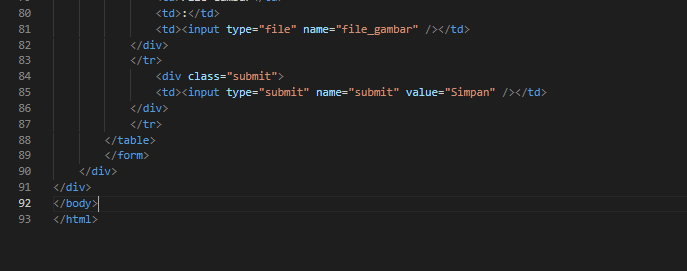 80 <td>:</td>
81 <td><input type="file" name="file_gambar" /></td>
82 </div>
83 </tr>
84 <div class="submit">
85 <td><input type="submit" name="submit" value="Simpan" /></td>
86 </div>
87 </tr>
88 </table>
89 </form>
90 </div>
91 </div>
92 </body>
93 </html>